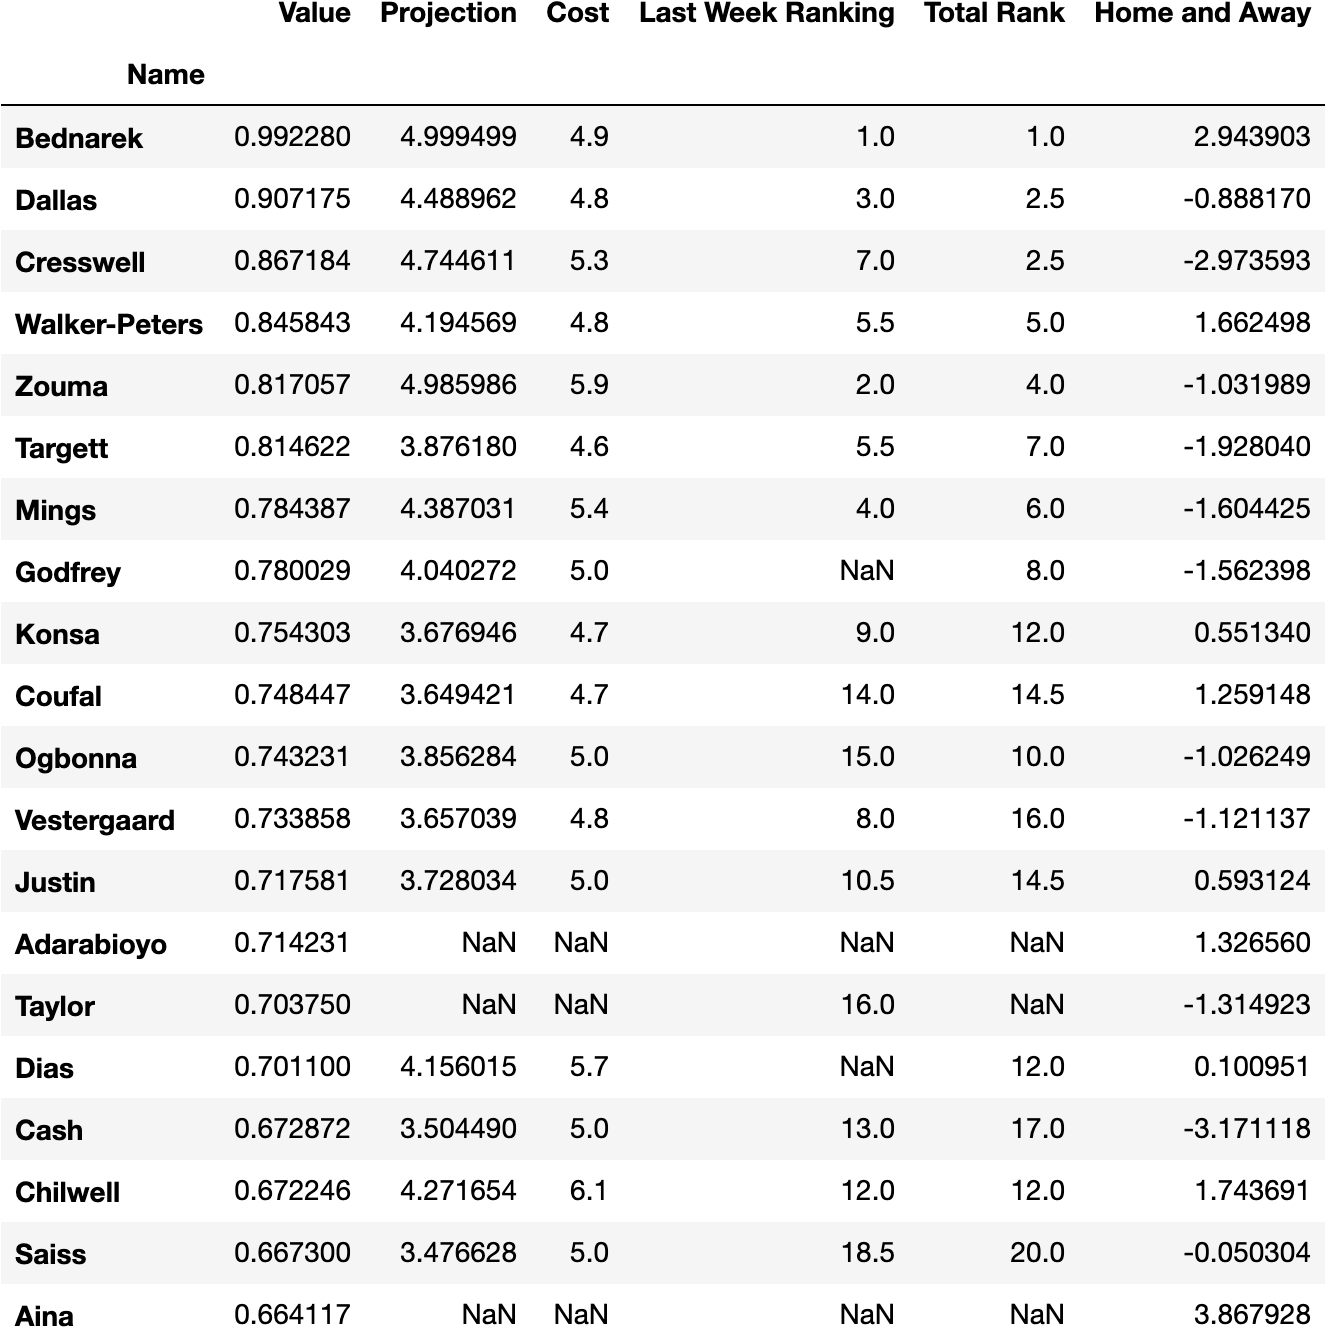 Value Projection Cost Last Week Ranking Total Rank Home and Away
Name
Bednarek 0.992280 4.999499 4.9 1.0 1.0 2.943903
Dallas 0.907175 4.488962 4.8 3.0 2.5 -0.888170
Cresswell 0.867184 4.744611 5.3 7.0 2.5 -2.973593
Walker-Peters 0.845843 4.194569 4.8 5.5 5.0 1.662498
Zouma 0.817057 4.985986 5.9 2.0 4.0 -1.031989
Targett 0.814622 3.876180 4.6 5.5 7.0 -1.928040
Mings 0.784387 4.387031 5.4 4.0 6.0 -1.604425
Godfrey 0.780029 4.040272 5.0 NaN 8.0 -1.562398
Konsa 0.754303 3.676946 4.7 9.0 12.0 0.551340
Coufal 0.748447 3.649421 4.7 14.0 14.5 1.259148
Ogbonna 0.743231 3.856284 5.0 15.0 10.0 -1.026249
Vestergaard 0.733858 3.657039 4.8 8.0 16.0 -1.121137
Justin 0.717581 3.728034 5.0 10.5 14.5 0.593124
Adarabioyo 0.714231 NaN NaN NaN NaN 1.326560
Taylor 0.703750 NaN NaN 16.0 NaN -1.314923
Dias 0.701100 4.156015 5.7 NaN 12.0 0.100951
Cash 0.672872 3.504490 5.0 13.0 17.0 -3.171118
Chilwell 0.672246 4.271654 6.1 12.0 12.0 1.743691
Saiss 0.667300 3.476628 5.0 18.5 20.0 -0.050304
Aina 0.664117 NaN NaN NaN NaN 3.867928